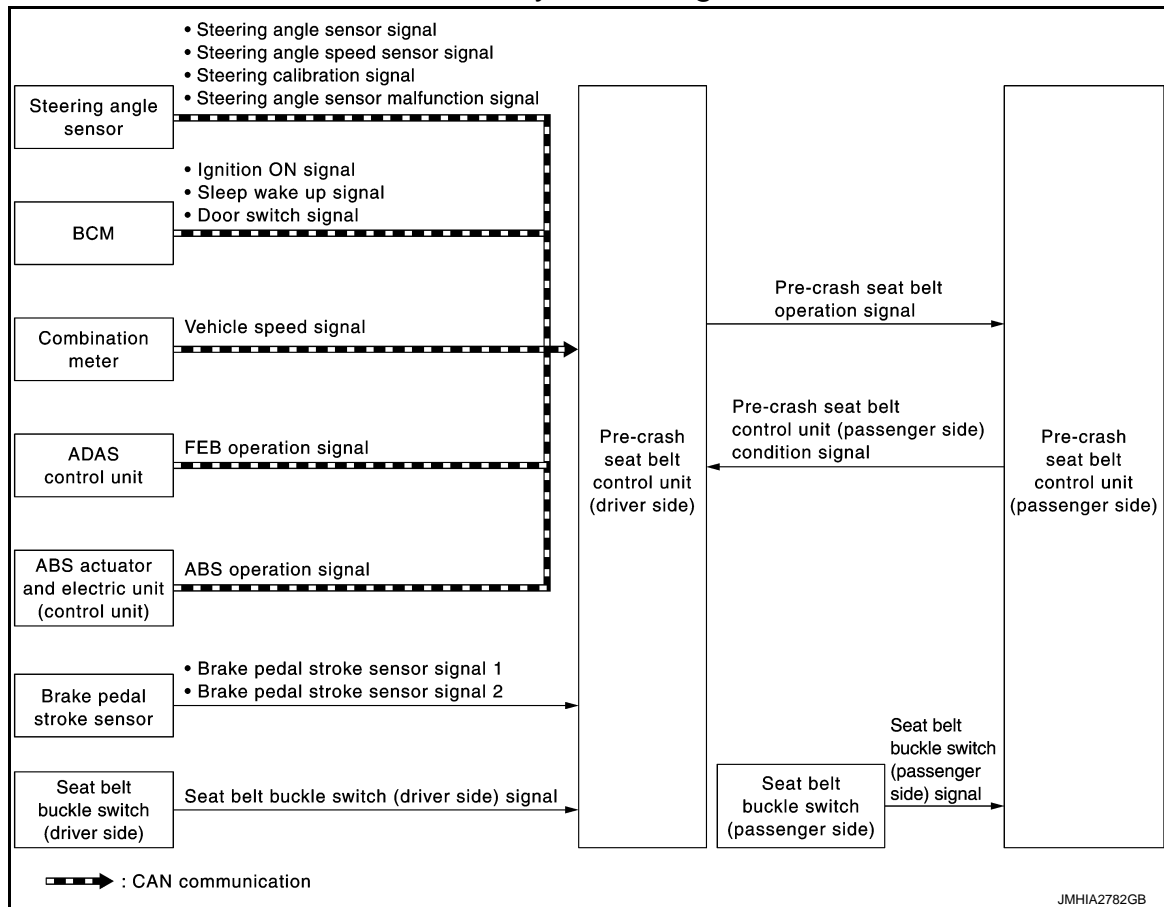 • Steering angle sensor signal
• Steering angle speed sensor signal
• Steering calibration signal
• Steering angle sensor malfunction signal
Steering angle
sensor
• Ignition ON signal
• Sleep wake up signal
• Door switch signal
BCM
Vehicle speed signal
Combination
meter
FEB operation signal
ADAS
control unit
ABS operation signal
ABS actuator
and electric unit
(control unit)
• Brake pedal stroke sensor signal 1
• Brake pedal stroke sensor signal 2
Brake pedal
stroke sensor
Seat belt
buckle switch
(driver side)
Seat belt buckle switch (driver side) signal
Pre-crash
seat belt
control unit
(driver side)
Pre-crash seat belt
operation signal
Pre-crash seat belt
control unit (passenger side)
condition signal
Seat belt
buckle switch
(passenger side)
Seat belt
buckle switch
(passenger
side) signal
Pre-crash
seat belt
control unit
(passenger side)
: CAN communication
JMHIA2782GB